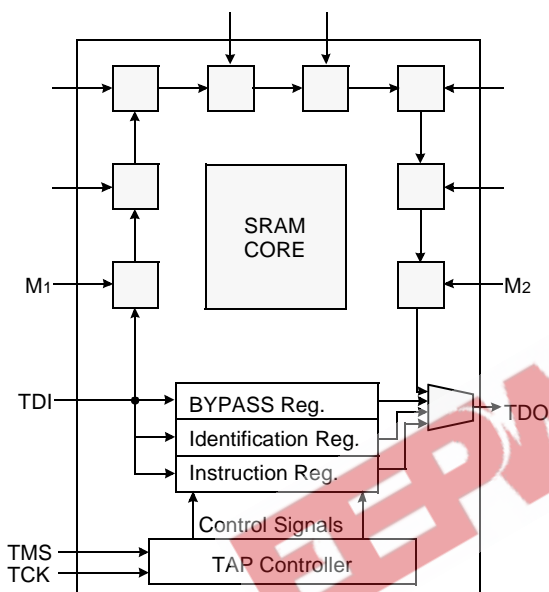 SRAM
CORE
M1
M2
TDI
BYPASS Reg.
TDO
Identification Reg.
Instruction Reg.
Control Signals
TMS
TCK
TAP Controller